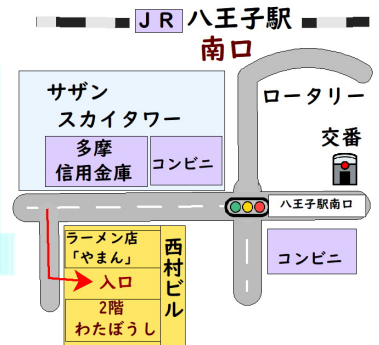 JR 八王子駅
南口
サザン
スカイタワー
ロータリー
多摩
信用金庫
コンビニ
交番
八王子駅南口
ラーメン店
「やまん」
西村ビル
入口
2階
わたぼうし
コンビニ